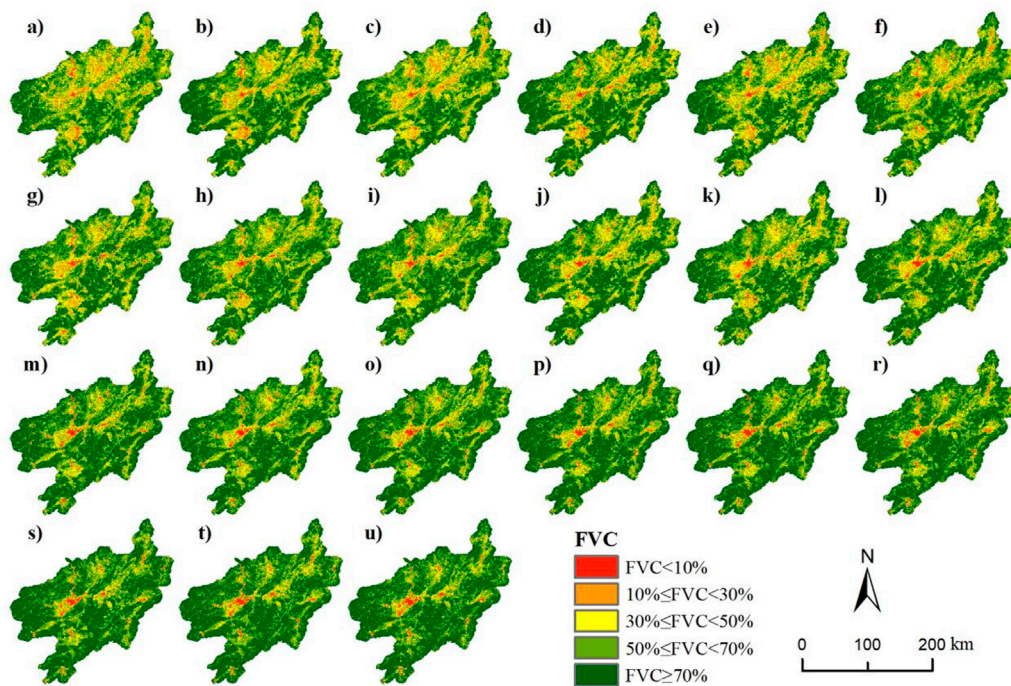 a) b) c) d) e) f)
g) h) i) j) k) l)
m) n) o) p) q) r)
s) t) u)
FVC
FVC<10%
10%≤FVC<30%
30%≤FVC<50%
50%≤FVC<70%
FVC≥70%
N
0 100 200 km